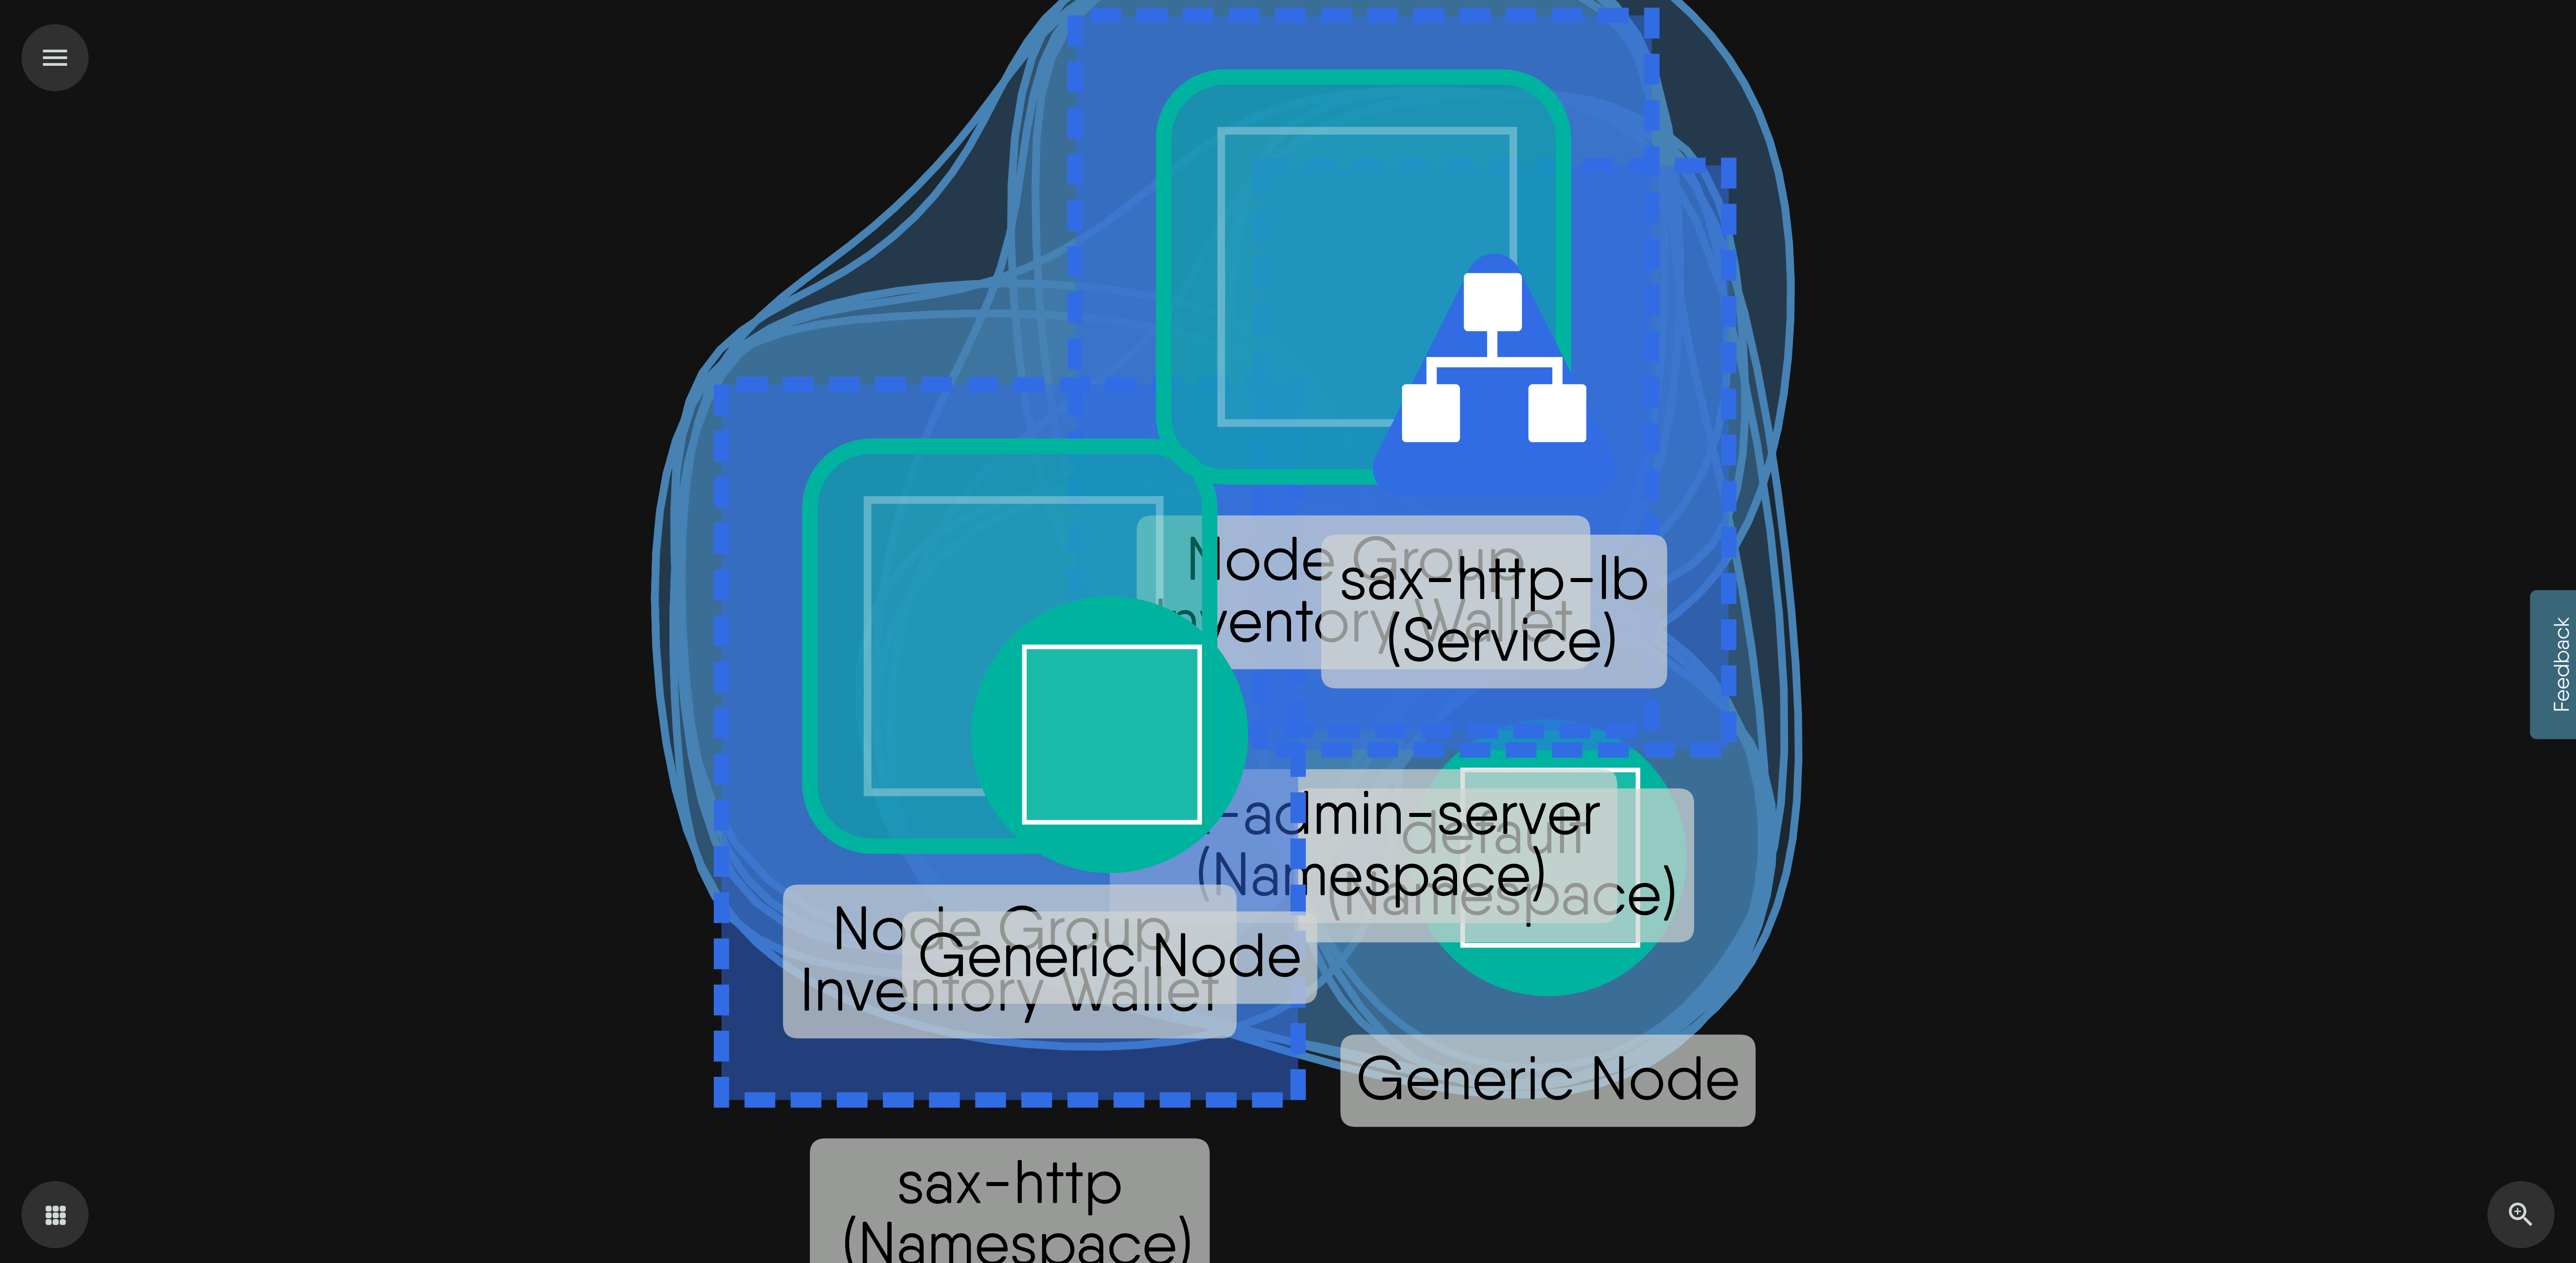 Node Group
Inventory Wallet
sax-http-lb
(Service)
-admin-server
(Namespace)
default
(Namespace)
Node Group
Inventory Wallet
Generic Node
Generic Node
sax-http
(Namespace)
Feedback